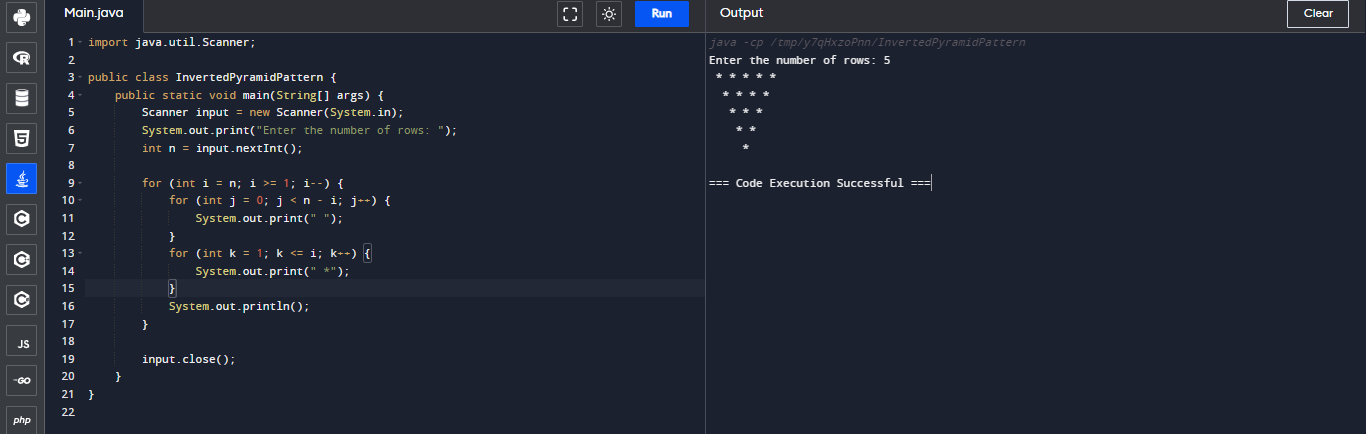 Main.java
Run
Output
Clear
1 import java.util.Scanner;
2
3 public class InvertedPyramidPattern {
4     public static void main(String[] args) {
5         Scanner input = new Scanner(System.in);
6         System.out.print("Enter the number of rows: ");
7         int n = input.nextInt();
8
9         for (int i = n; i >= 1; i--) {
10             for (int j = 0; j < n - i; j++) {
11                 System.out.print(" ");
12             }
13             for (int k = 1; k <= i; k++) {
14                 System.out.print(" *");
15             }
16             System.out.println();
17         }
18
19         input.close();
20     }
21 }
22
java -cp /tmp/y7qHxzoPnn/InvertedPyramidPattern
Enter the number of rows: 5
 * * * * *
  * * * *
   * * *
    * *
     *
=== Code Execution Successful ===
R
5
C
C
C
JS
GO
php